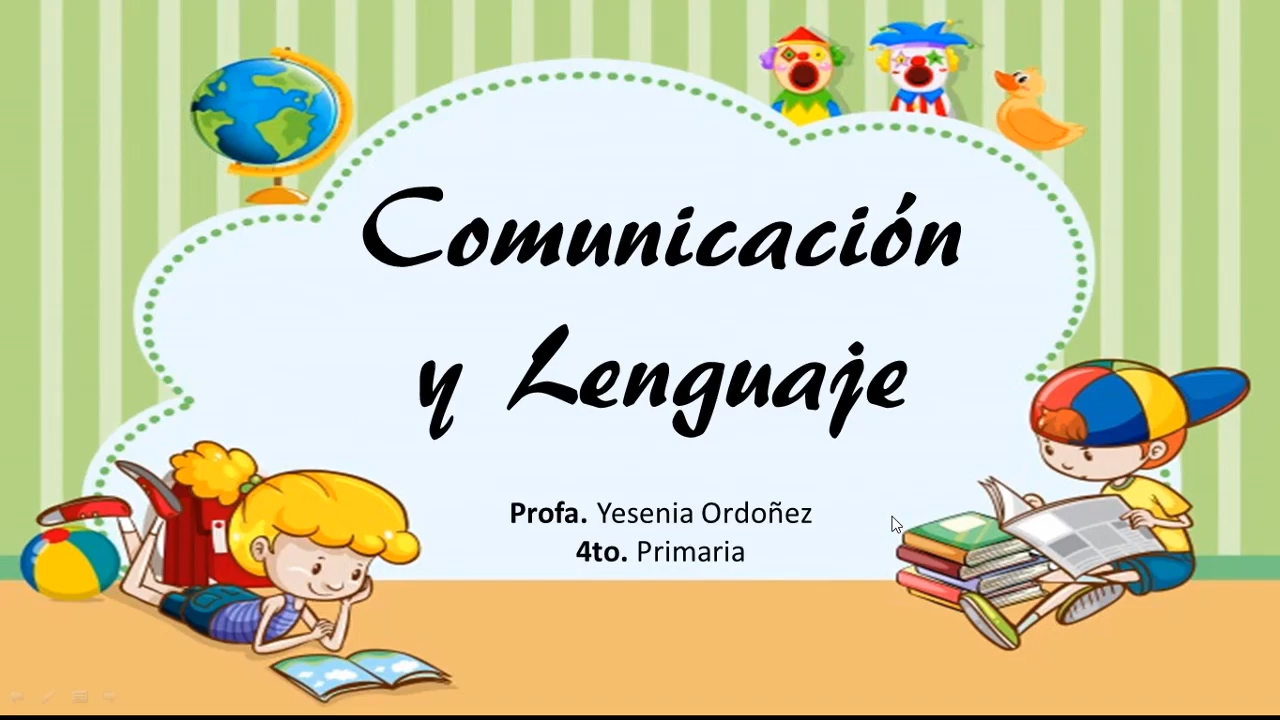 Comunicación
y Lenguaje
Profa. Yesenia Ordoñez
4to. Primaria